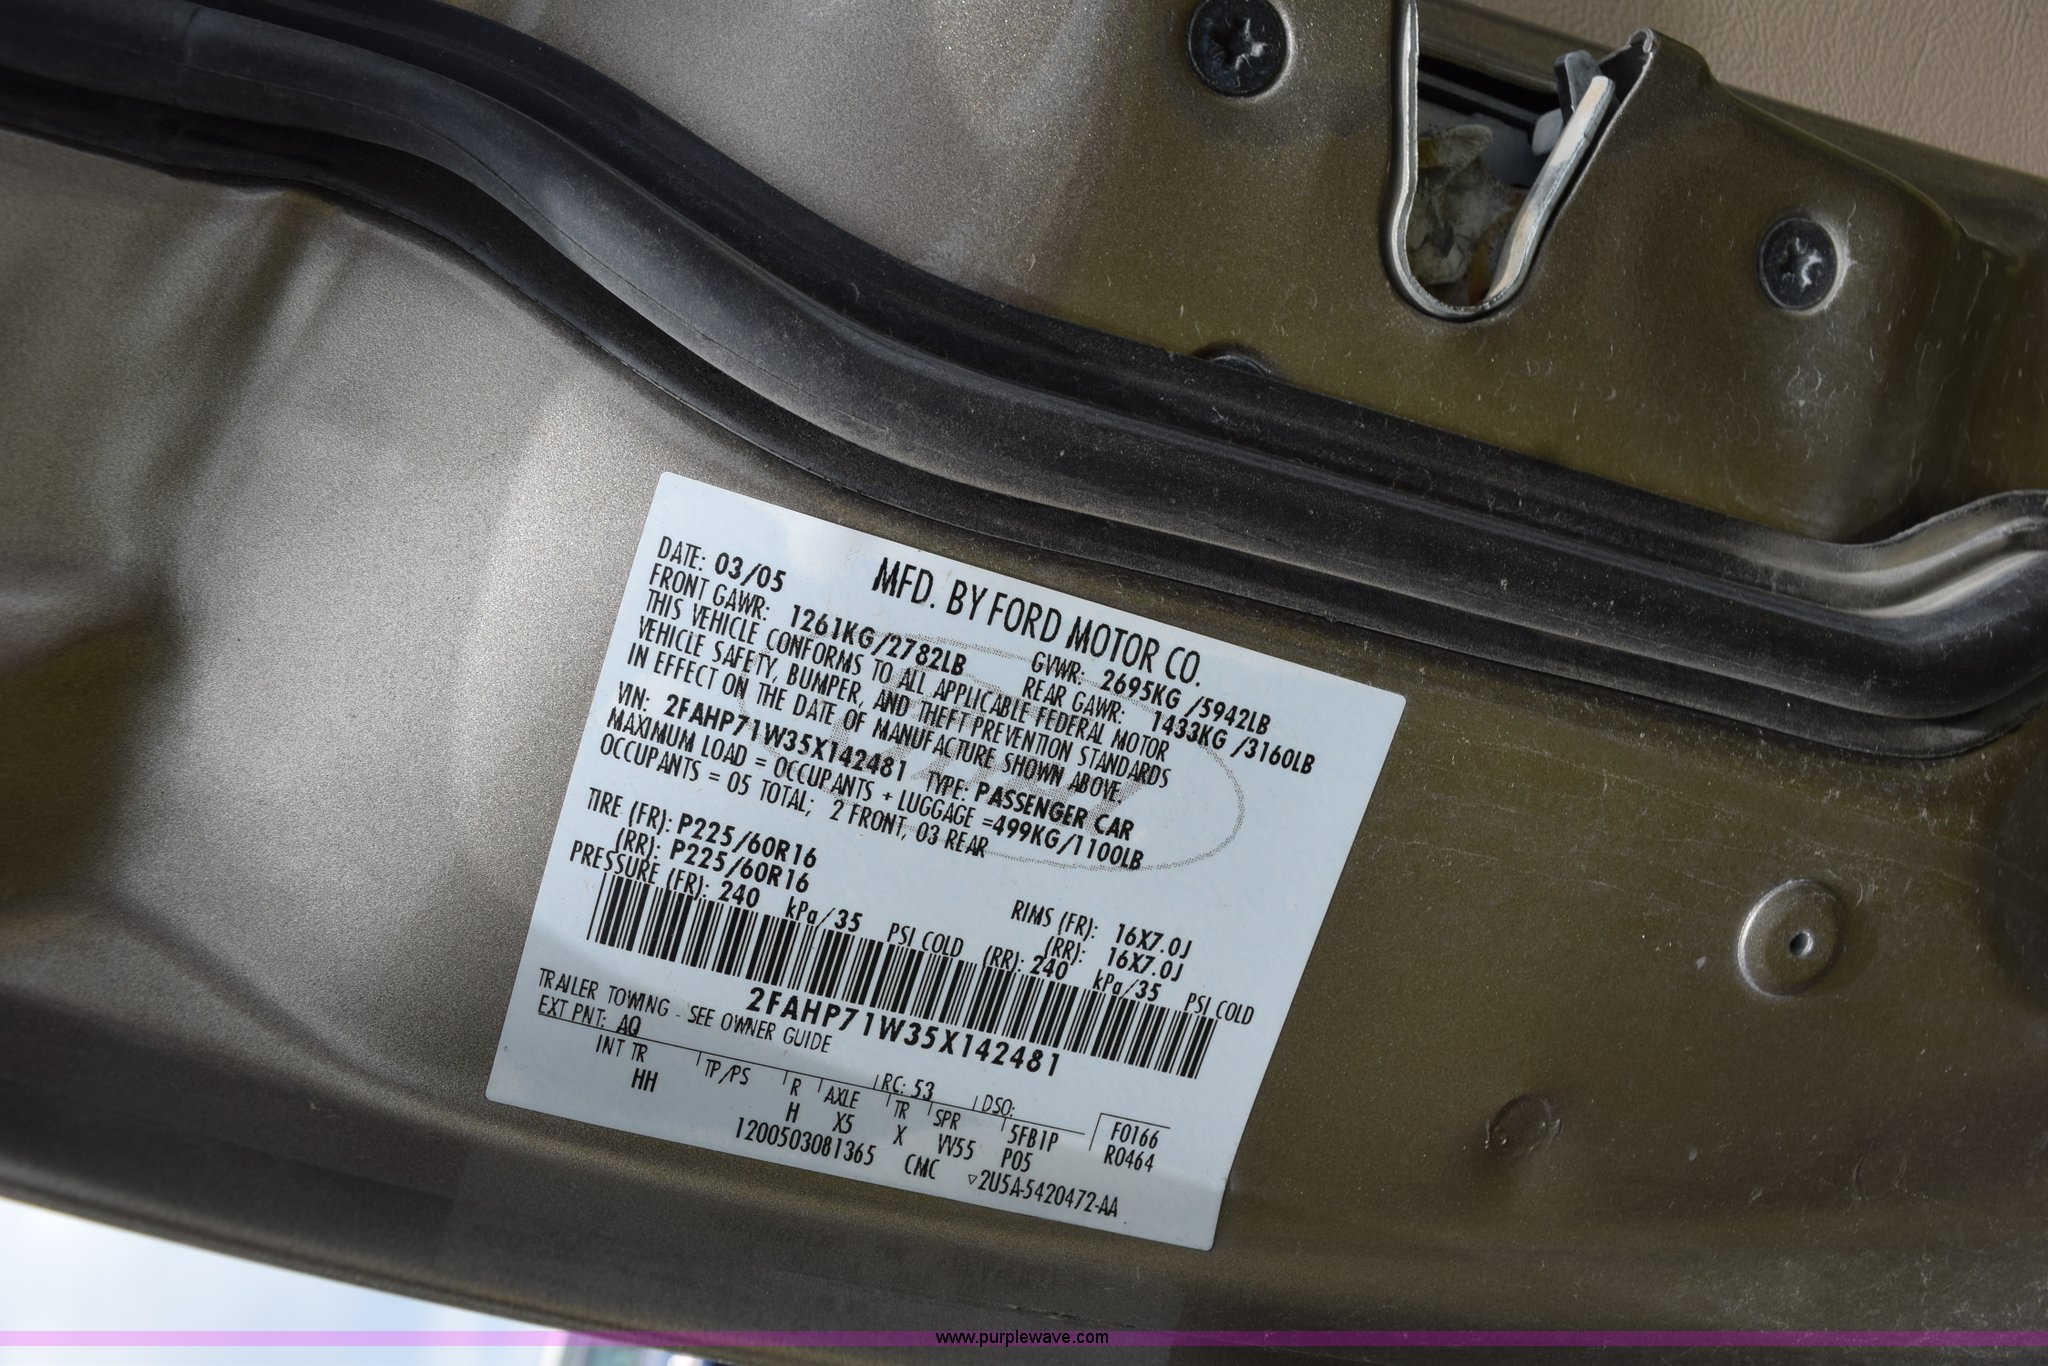 MFD. BY FORD MOTOR CO.
DATE: 03/05 GVWR: 2695KG /5942LB
FRONT GAWR: 1261KG/2782LB REAR GAWR: 1433KG /3160LB
THIS VEHICLE CONFORMS TO ALL APPLICABLE FEDERAL MOTOR
VEHICLE SAFETY, BUMPER, AND THEFT PREVENTION STANDARDS
IN EFFECT ON THE DATE OF MANUFACTURE SHOWN ABOVE.
VIN: 2FAHP71W35X142481 TYPE: PASSENGER CAR
MAXIMUM LOAD = OCCUPANTS + LUGGAGE =499KG/1100LB
OCCUPANTS = 05 TOTAL; 2 FRONT, 03 REAR
TIRE (FR): P225/60R16 RIMS (FR): 16X7.0J
(RR): P225/60R16 (RR): 16X7.0J
PRESSURE (FR): 240 kPa/35 PSI COLD (RR): 240 kPa/35 PSI COLD
2FAHP71W35X142481
TRAILER TOWING - SEE OWNER GUIDE
EXT PNT: AQ RC: 53 DSO:
INT TR TP/PS R AXLE TR SPR 5FB1P F0166
HH H X5 X VV55 P05 R0464
1200503081365 CMC ▿2U5A-5420472-AA
www.purplewave.com